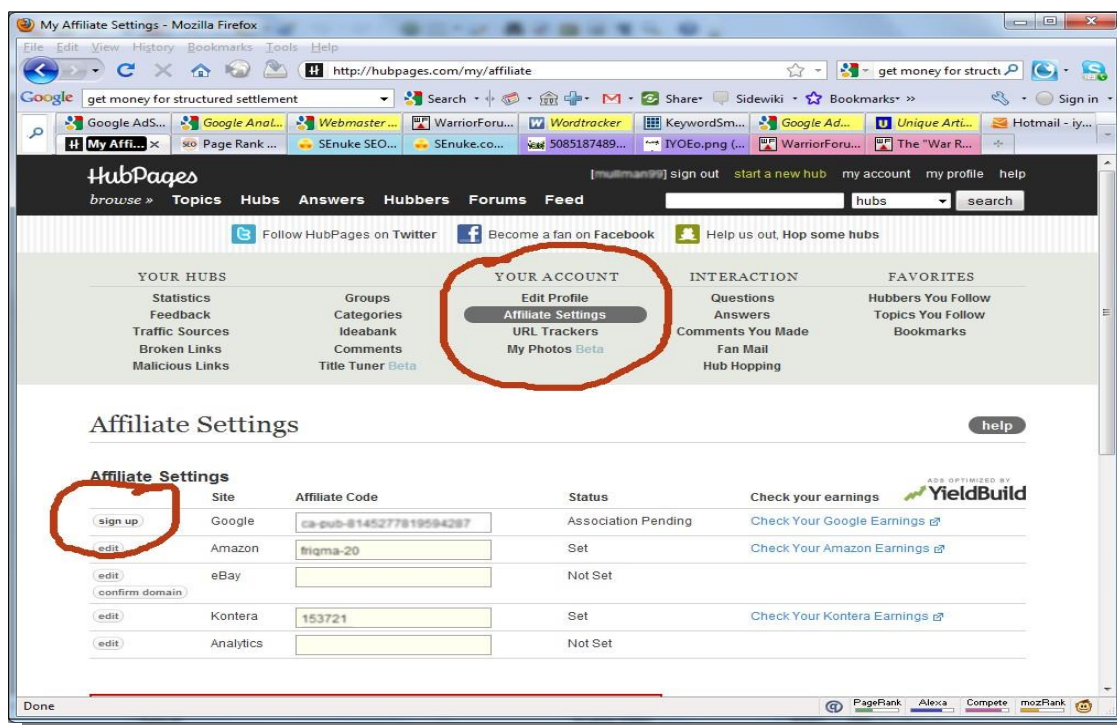 My Affiliate Settings - Mozilla Firefox
File Edit View History Bookmarks Tools Help
http://hubpages.com/my/affiliate
get money for structu
Google get money for structured settlement Search Share Sidewiki Bookmarks » Sign in
Google AdS... Google Anal... Webmaster ... WarriorForu... Wordtracker KeywordSm... Google Ad... Unique Arti... Hotmail - iy...
My Affi... Page Rank ... SEnuke SEO... SEnuke.co... 5085187489... IYOEo.png (... WarriorForu... The "War R...
HubPages [mullman99] sign out start a new hub my account my profile help
browse » Topics Hubs Answers Hubbers Forums Feed hubs search
Follow HubPages on Twitter Become a fan on Facebook Help us out, Hop some hubs
YOUR HUBS YOUR ACCOUNT INTERACTION FAVORITES
Statistics Groups Edit Profile Questions Hubbers You Follow
Feedback Categories Affiliate Settings Answers Topics You Follow
Traffic Sources Ideabank URL Trackers Comments You Made Bookmarks
Broken Links Comments My Photos Beta Fan Mail
Malicious Links Title Tuner Beta Hub Hopping
Affiliate Settings help
Affiliate Settings ADS OPTIMIZED BY
YieldBuild
Site Affiliate Code Status Check your earnings
sign up Google ca-pub-8145277819594287 Association Pending Check Your Google Earnings
edit Amazon friqma-20 Set Check Your Amazon Earnings
edit eBay Not Set
confirm domain
edit Kontera 153721 Set Check Your Kontera Earnings
edit Analytics Not Set
Done PageRank Alexa Compete mozRank